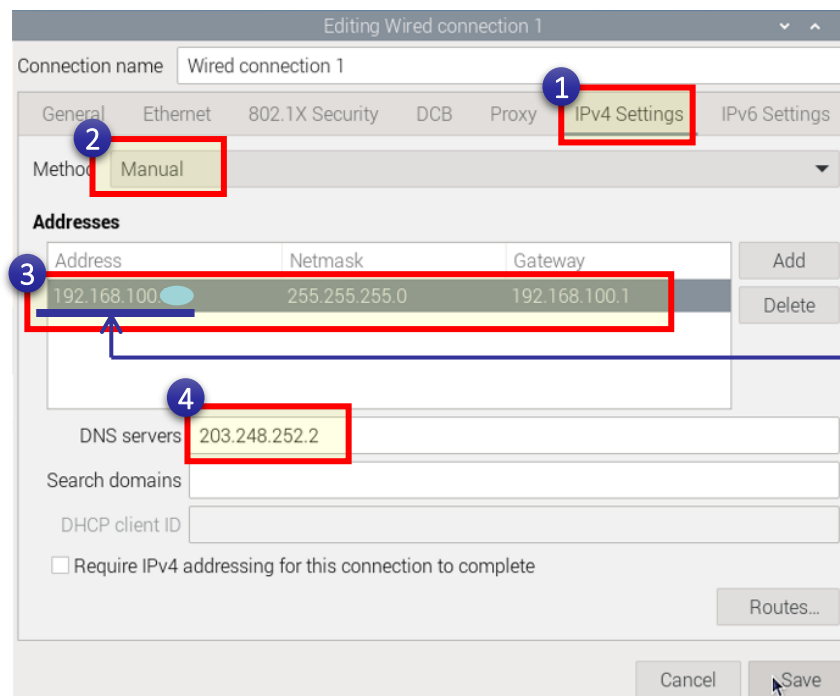 Editing Wired connection 1
Connection name Wired connection 1
1
General Ethernet 802.1X Security DCB Proxy IPv4 Settings IPv6 Settings
2
Method Manual
Addresses
Address Netmask Gateway
3
192.168.100. 255.255.255.0 192.168.100.1
Add
Delete
4
DNS servers 203.248.252.2
Search domains
DHCP client ID
Require IPv4 addressing for this connection to complete
Routes...
Cancel Save